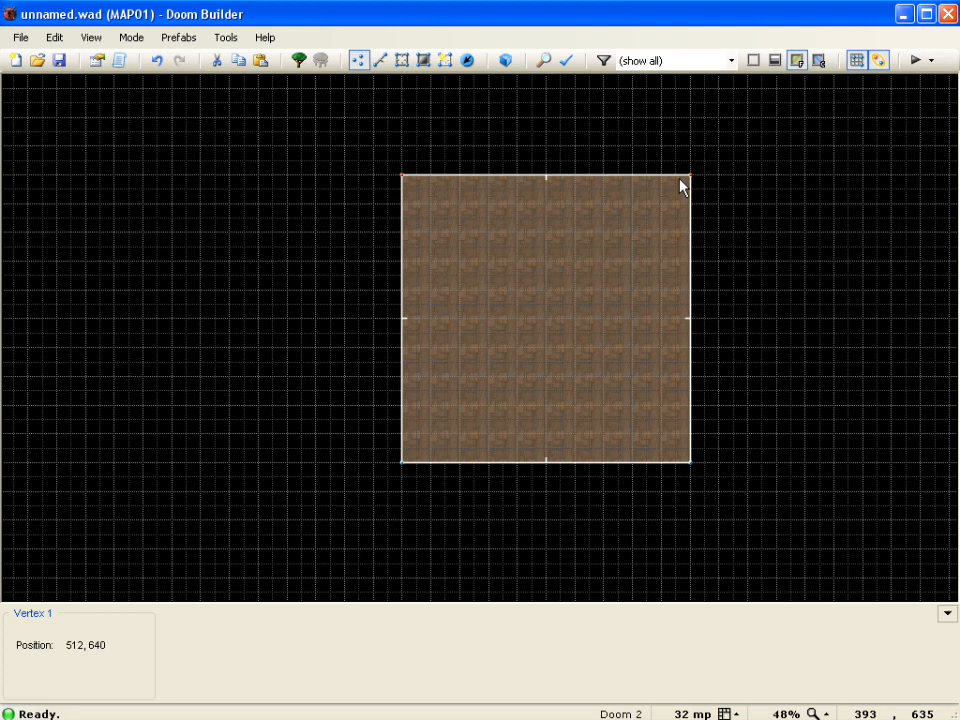 unnamed.wad (MAP01) - Doom Builder
File Edit View Mode Prefabs Tools Help
(show all)
Vertex 1
Position: 512, 640
Ready. Doom 2 32 mp 48% 393 , 635